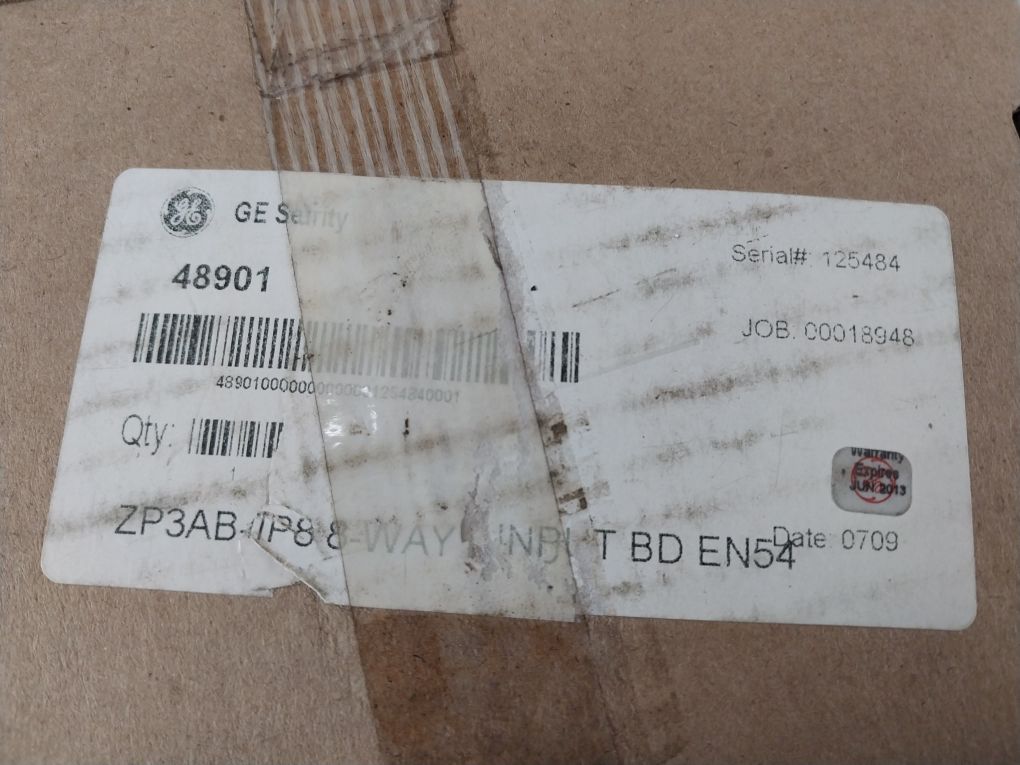 GE Security
48901
Serial#: 125484
JOB: 00018948
Qty:
1
Warranty
Expires
JUN 2013
ZP3AB-IP8 8-WAY INPUT BD EN54
Date: 0709